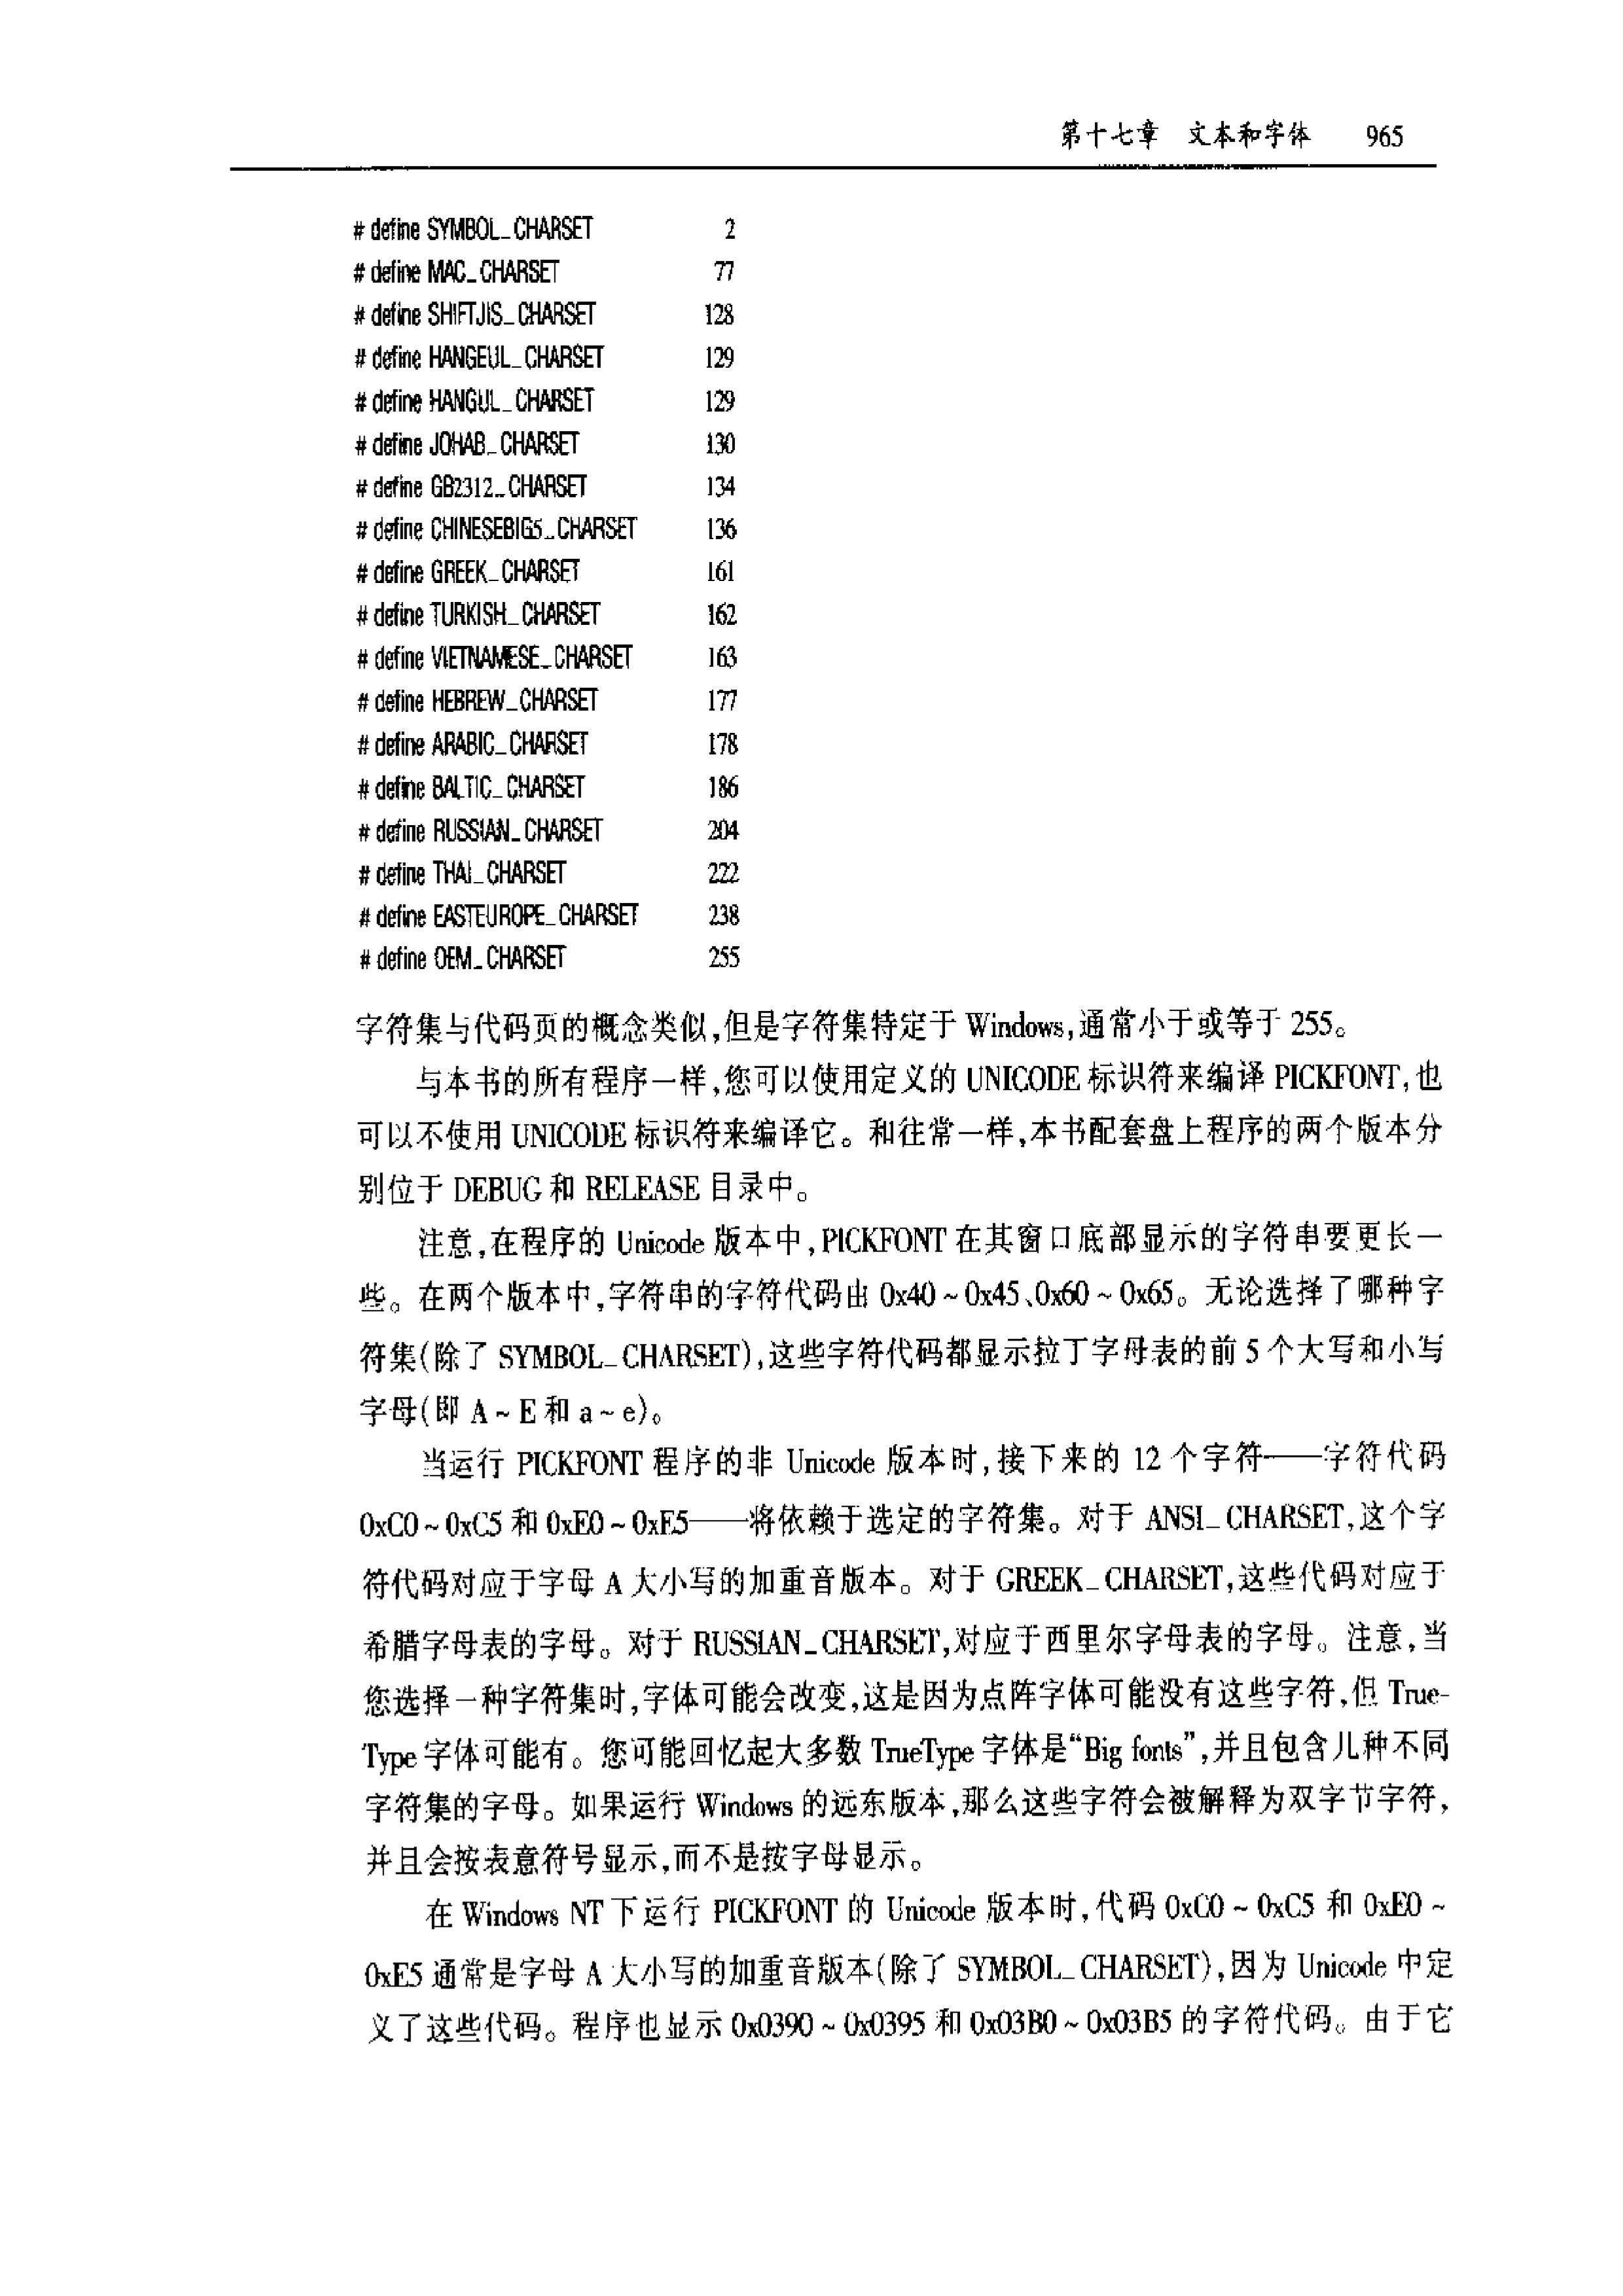 第十七章 文本和字体 965
# define SYMBOL_CHARSET 2
# define MAC_CHARSET 77
# define SHIFTJIS_CHARSET 128
# define HANGEUL_CHARSET 129
# define HANGUL_CHARSET 129
# define JOHAB_CHARSET 130
# define GB2312_CHARSET 134
# define CHINESEBIG5_CHARSET 136
# define GREEK_CHARSET 161
# define TURKISH_CHARSET 162
# define VIETNAMESE_CHARSET 163
# define HEBREW_CHARSET 177
# define ARABIC_CHARSET 178
# define BALTIC_CHARSET 186
# define RUSSIAN_CHARSET 204
# define THAI_CHARSET 222
# define EASTEUROPE_CHARSET 238
# define OEM_CHARSET 255
字符集与代码页的概念类似,但是字符集特定于 Windows,通常小于或等于 255。
与本书的所有程序一样,您可以使用定义的 UNICODE 标识符来编译 PICKFONT,也
可以不使用 UNICODE 标识符来编译它。和往常一样,本书配套盘上程序的两个版本分
别位于 DEBUG 和 RELEASE 目录中。
注意,在程序的 Unicode 版本中,PICKFONT 在其窗口底部显示的字符串要更长一
些。在两个版本中,字符串的字符代码由 0x40 ~ 0x45、0x60 ~ 0x65。无论选择了哪种字
符集(除了 SYMBOL_CHARSET),这些字符代码都显示拉丁字母表的前 5 个大写和小写
字母(即 A ~ E 和 a ~ e)。
当运行 PICKFONT 程序的非 Unicode 版本时,接下来的 12 个字符——字符代码
0xC0 ~ 0xC5 和 0xE0 ~ 0xE5——将依赖于选定的字符集。对于 ANSI_CHARSET,这个字
符代码对应于字母 A 大小写的加重音版本。对于 GREEK_CHARSET,这些代码对应于
希腊字母表的字母。对于 RUSSIAN_CHARSET,对应于西里尔字母表的字母。注意,当
您选择一种字符集时,字体可能会改变,这是因为点阵字体可能没有这些字符,但 True-
Type 字体可能有。您可能回忆起大多数 TrueType 字体是“Big fonts”,并且包含几种不同
字符集的字母。如果运行 Windows 的远东版本,那么这些字符会被解释为双字节字符,
并且会按表意符号显示,而不是按字母显示。
在 Windows NT 下运行 PICKFONT 的 Unicode 版本时,代码 0xC0 ~ 0xC5 和 0xE0 ~
0xE5 通常是字母 A 大小写的加重音版本(除了 SYMBOL_CHARSET),因为 Unicode 中定
义了这些代码。程序也显示 0x0390 ~ 0x0395 和 0x03B0 ~ 0x03B5 的字符代码。由于它